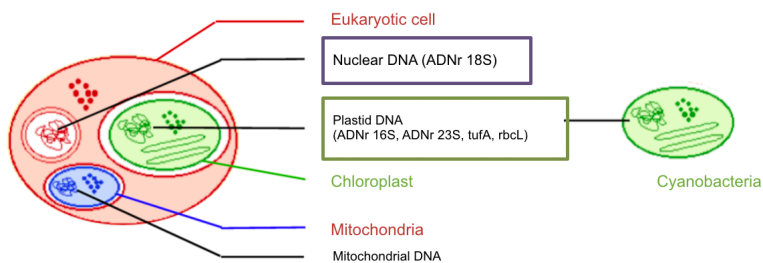 Eukaryotic cell
Nuclear DNA (ADNr 18S)
Plastid DNA
(ADNr 16S, ADNr 23S, tufA, rbcL)
Chloroplast
Cyanobacteria
Mitochondria
Mitochondrial DNA